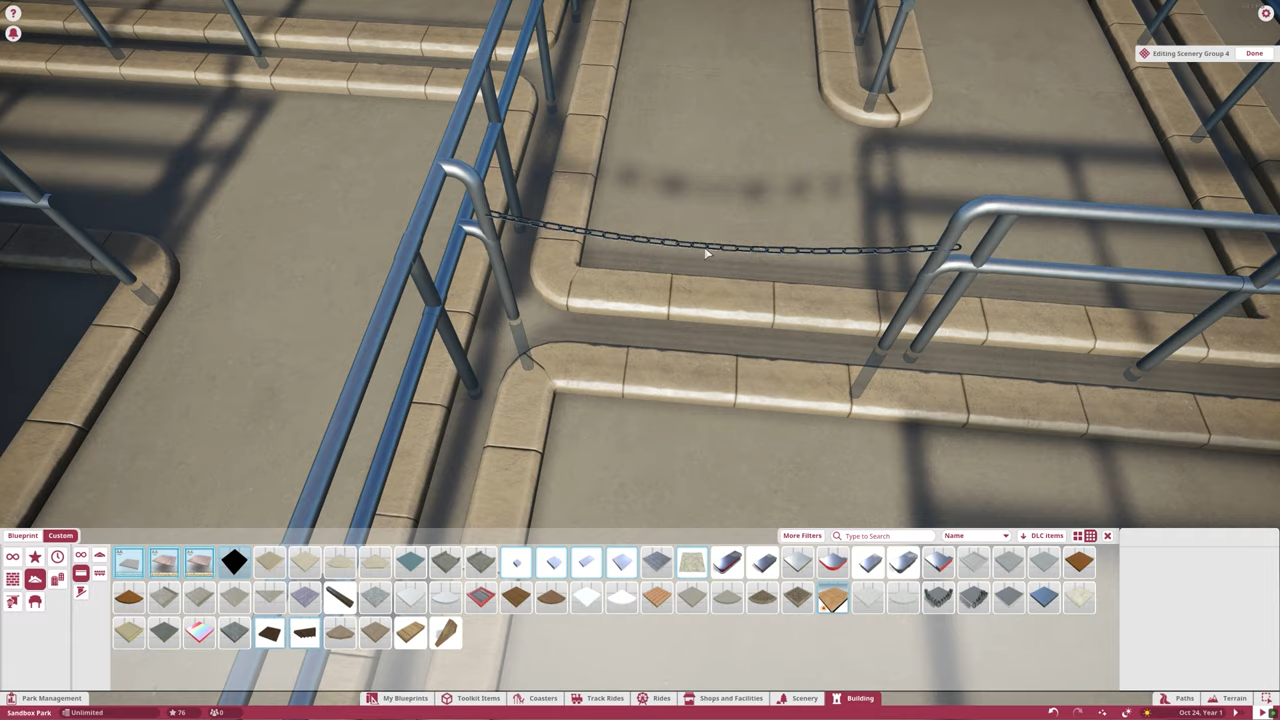 ?
Editing Scenery Group 4 Done
Blueprint Custom More Filters Type to Search Name DLC items
Park Management My Blueprints Toolkit Items Coasters Track Rides Rides Shops and Facilities Scenery Building Paths Terrain
Sandbox Park Unlimited 76 0 Oct 24, Year 1